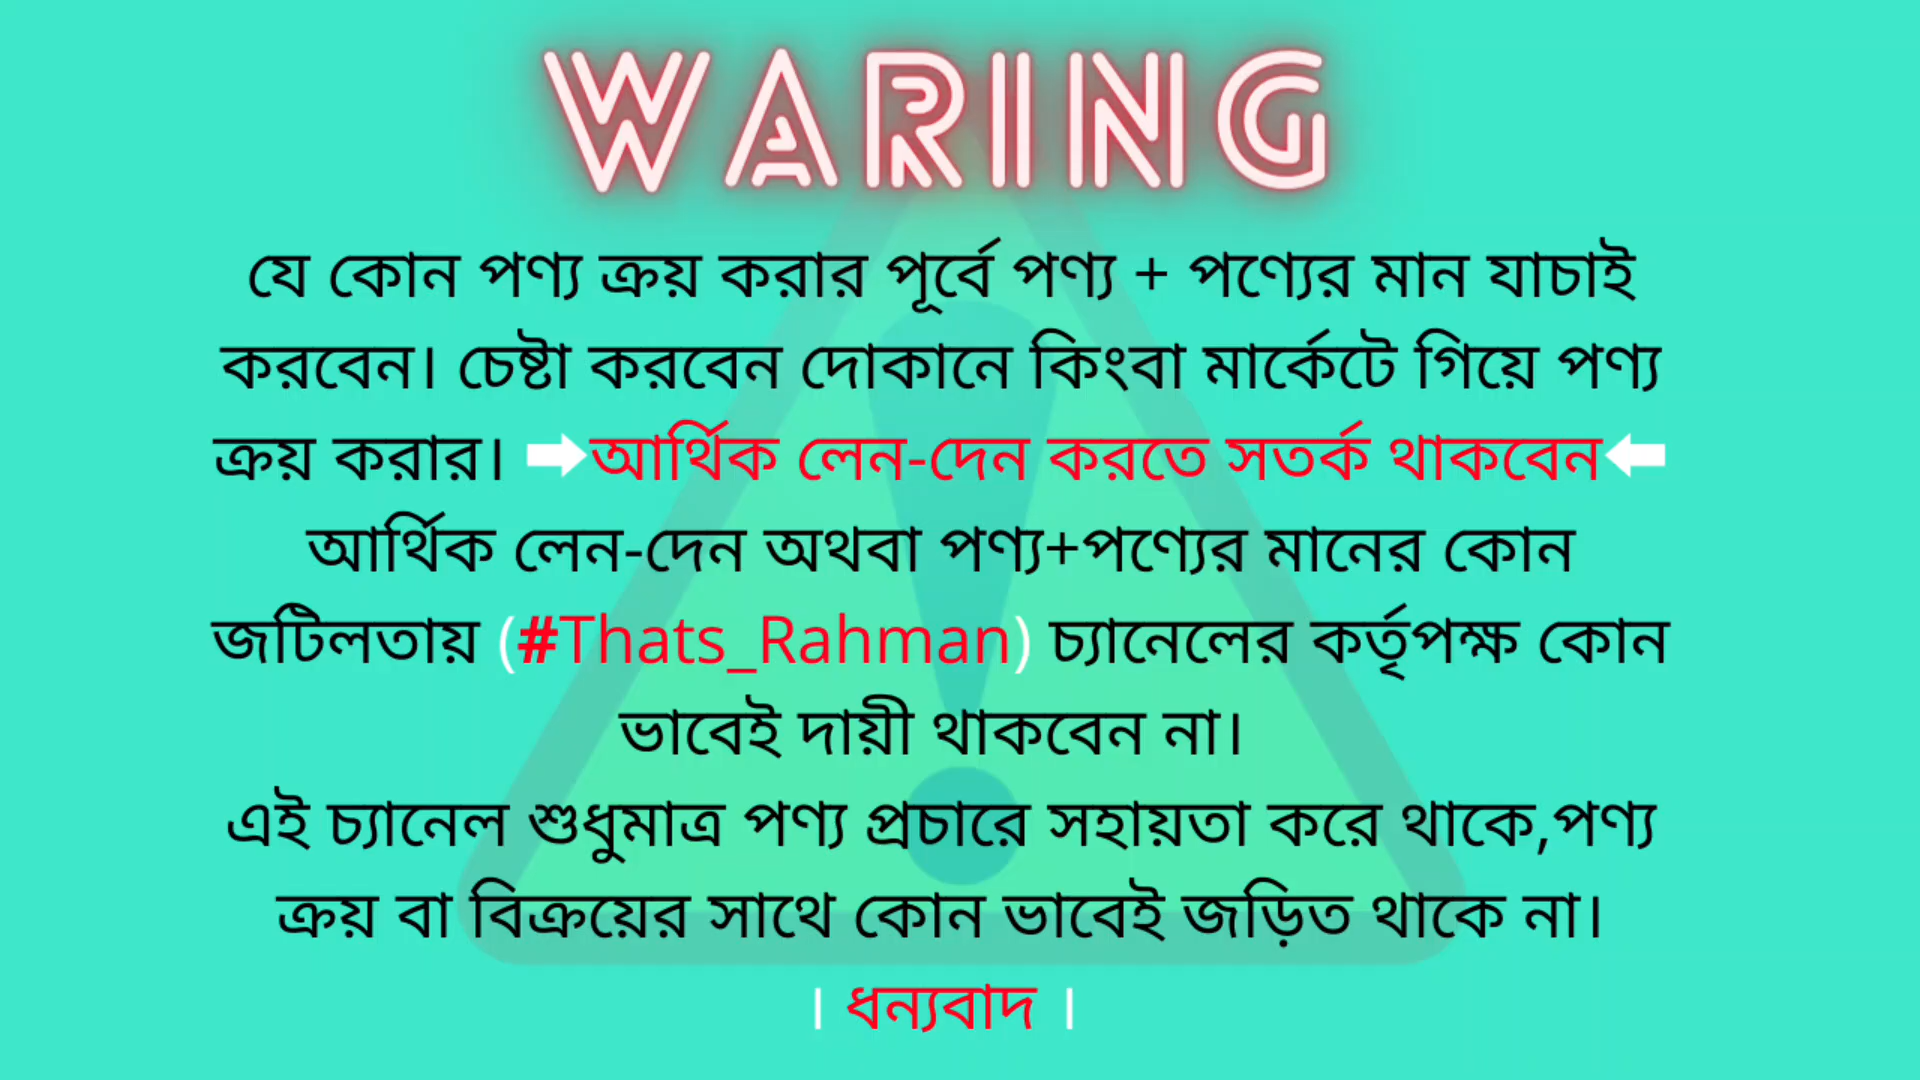 WARING
যে কোন পণ্য ক্রয় করার পূর্বে পণ্য + পণ্যের মান যাচাই
করবেন। চেষ্টা করবেন দোকানে কিংবা মার্কেটে গিয়ে পণ্য
ক্রয় করার। ➡আর্থিক লেন-দেন করতে সতর্ক থাকবেন⬅
আর্থিক লেন-দেন অথবা পণ্য+পণ্যের মানের কোন
জটিলতায় (#Thats_Rahman) চ্যানেলের কর্তৃপক্ষ কোন
ভাবেই দায়ী থাকবেন না।
এই চ্যানেল শুধুমাত্র পণ্য প্রচারে সহায়তা করে থাকে,পণ্য
ক্রয় বা বিক্রয়ের সাথে কোন ভাবেই জড়িত থাকে না।
। ধন্যবাদ ।